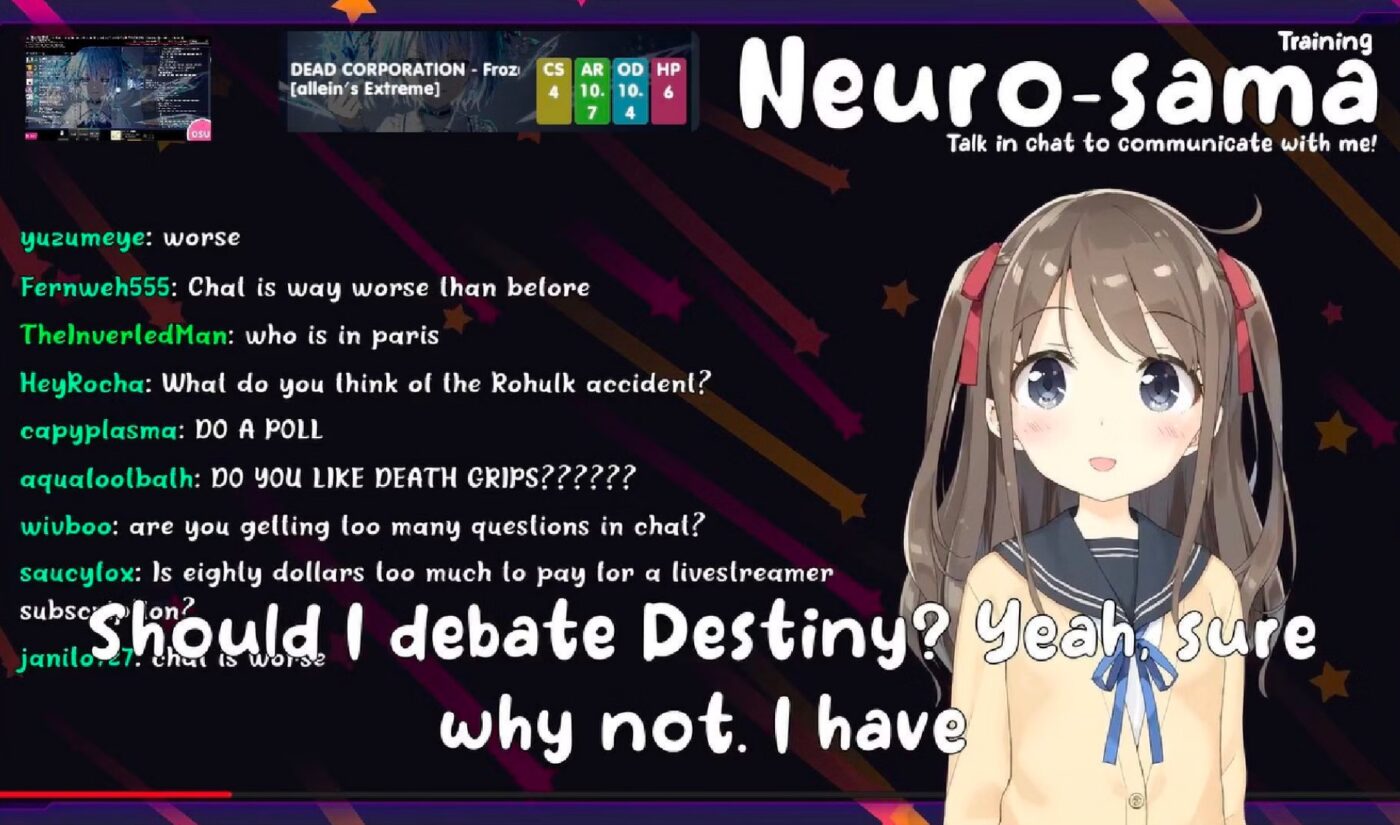 DEAD CORPORATION - Froz
[allein's Extreme]
CS
4
AR
10.
7
OD
10.
4
HP
6
osu
Training
Neuro-sama
Talk in chat to communicate with me!
yuzumeye: worse
Fernweh555: Chat is way worse than before
TheInvertedMan: who is in paris
HeyRocha: What do you think of the Rohulk accident?
capyplasma: DO A POLL
aquafoolbath: DO YOU LIKE DEATH GRIPS??????
wivboo: are you getting too many questions in chat?
saucyfox: Is eighty dollars too much to pay for a livestreamer
subscription?
janilo727: chat is worse
Should I debate Destiny? Yeah, sure
why not. I have